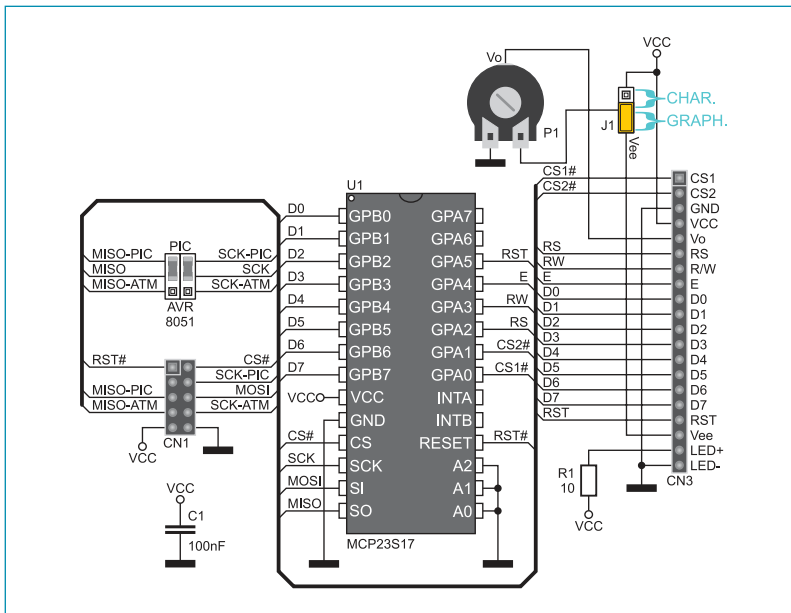 VCC
Vo
CHAR.
GRAPH.
J1
P1
Vee
U1
CS1#
CS2#
CS1
CS2
GND
VCC
Vo
RS
R/W
E
D0
D1
D2
D3
D4
D5
D6
D7
RST
Vee
LED+
LED-
CN3
RS
RW
E
D0
D1
D2
D3
D4
D5
D6
D7
RST
D0
D1
D2
D3
D4
D5
D6
D7
VCC
CS#
SCK
MOSI
MISO
GPB0
GPB1
GPB2
GPB3
GPB4
GPB5
GPB6
GPB7
VCC
GND
CS
SCK
SI
SO
GPA7
GPA6
GPA5
GPA4
GPA3
GPA2
GPA1
GPA0
INTA
INTB
RESET
A2
A1
A0
RST
E
RW
RS
CS2#
CS1#
RST#
MCP23S17
PIC
MISO-PIC SCK-PIC
MISO SCK
MISO-ATM SCK-ATM
AVR
8051
RST# CS#
SCK-PIC
MISO-PIC MOSI
MISO-ATM SCK-ATM
VCC
CN1
VCC
C1
100nF
R1
10
VCC